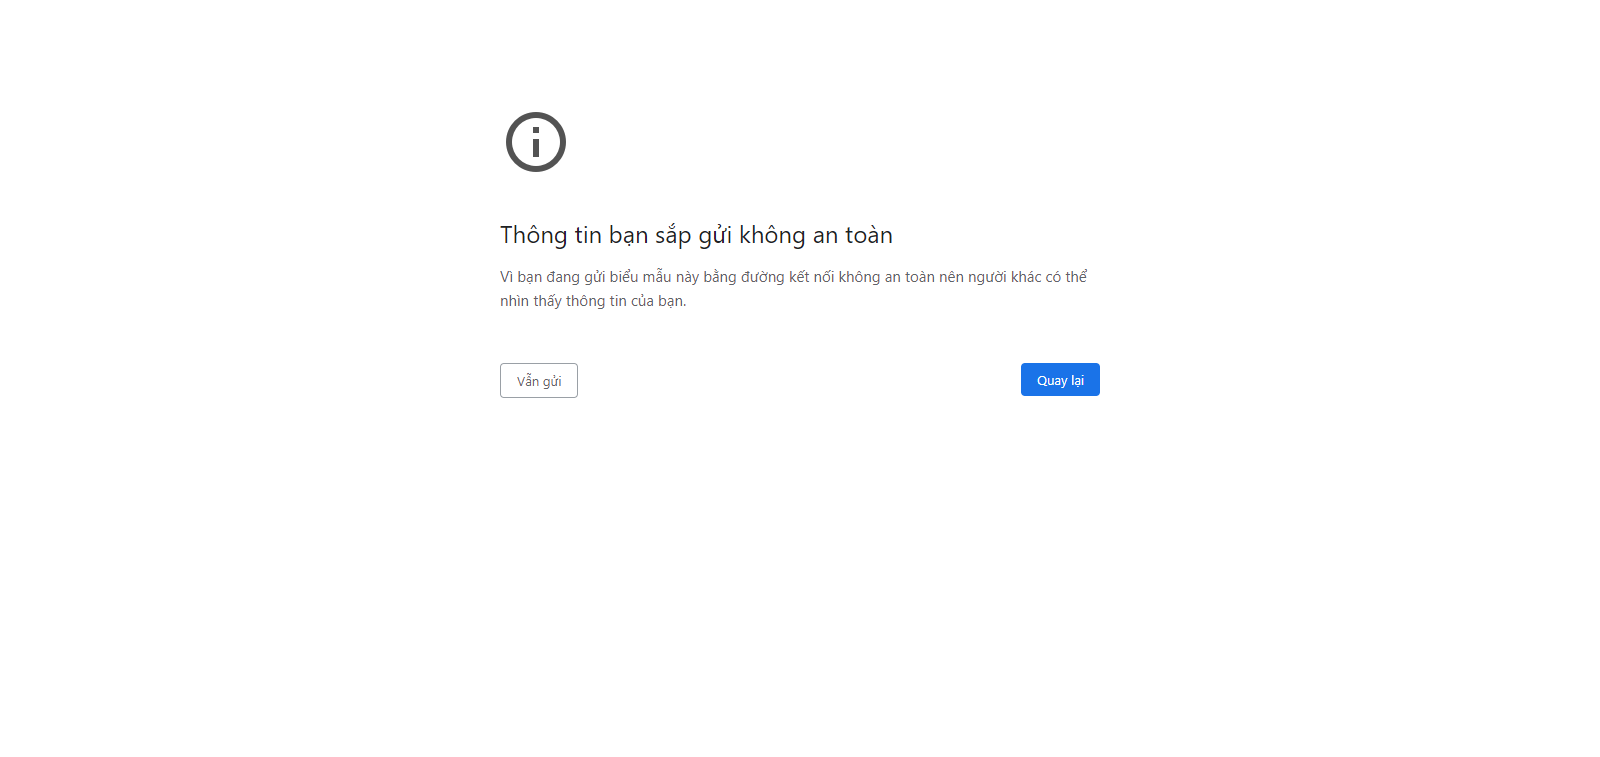 Thông tin bạn sắp gửi không an toàn
Vì bạn đang gửi biểu mẫu này bằng đường kết nối không an toàn nên người khác có thể
nhìn thấy thông tin của bạn.
Vẫn gửi
Quay lại